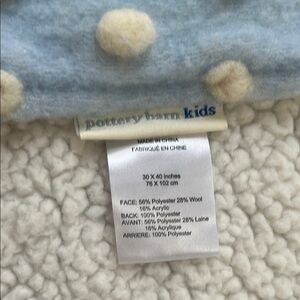 pottery barn kids
MADE IN CHINA
FABRIQUÉ EN CHINE
30 X 40 inches
76 X 102 cm
FACE: 56% Polyester 28% Wool
16% Acrylic
BACK: 100% Polyester
AVANT: 56% Polyester 28% Laine
16% Acrylique
ARRIERE: 100% Polyester